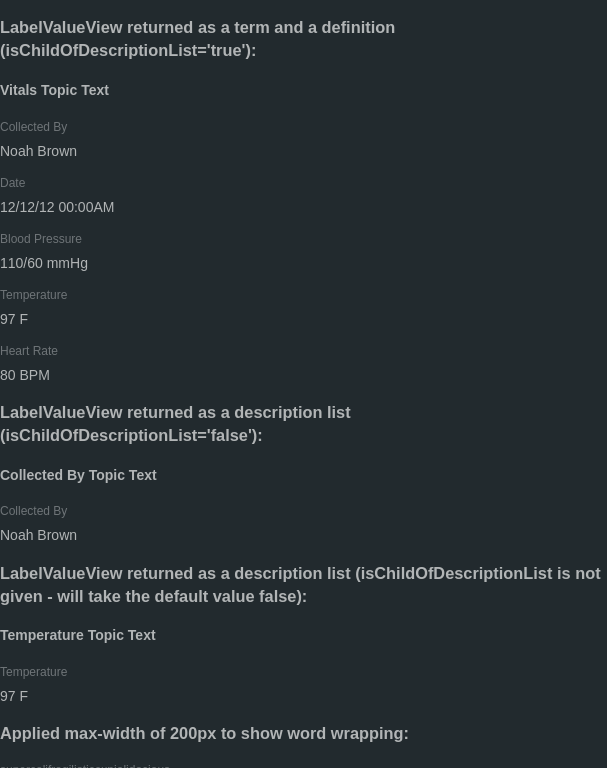 LabelValueView returned as a term and a definition
(isChildOfDescriptionList='true'):
Vitals Topic Text
Collected By
Noah Brown
Date
12/12/12 00:00AM
Blood Pressure
110/60 mmHg
Temperature
97 F
Heart Rate
80 BPM
LabelValueView returned as a description list
(isChildOfDescriptionList='false'):
Collected By Topic Text
Collected By
Noah Brown
LabelValueView returned as a description list (isChildOfDescriptionList is not
given - will take the default value false):
Temperature Topic Text
Temperature
97 F
Applied max-width of 200px to show word wrapping: